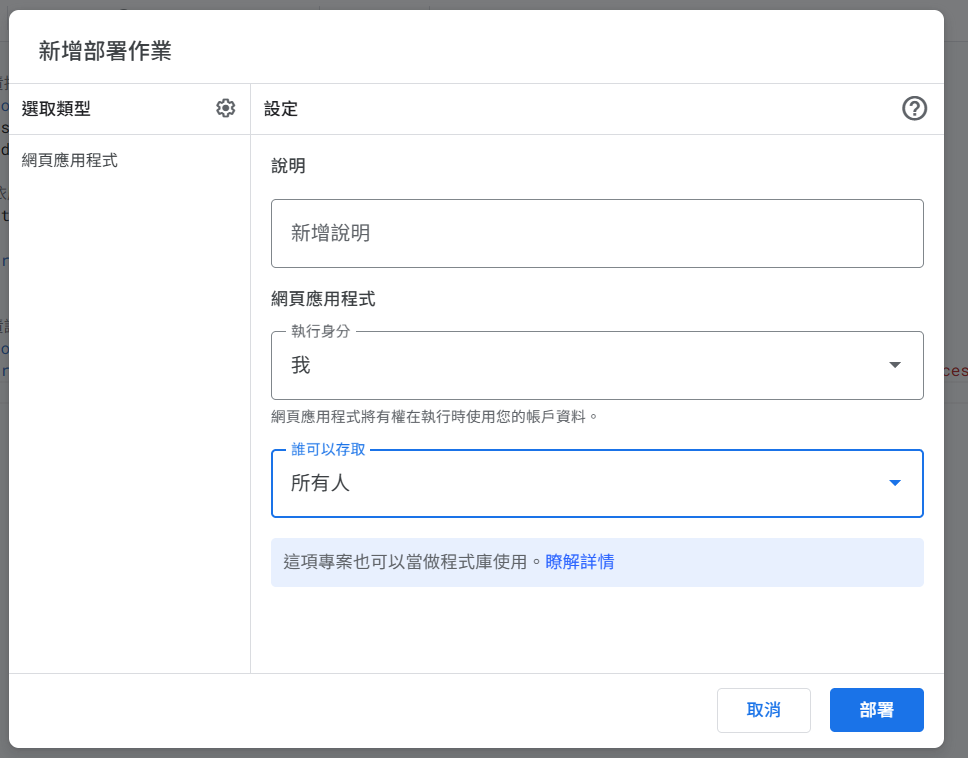 新增部署作業
選取類型
設定
網頁應用程式
說明
新增說明
網頁應用程式
執行身分
我
網頁應用程式將有權在執行時使用您的帳戶資料。
誰可以存取
所有人
這項專案也可以當做程式庫使用。瞭解詳情
取消
部署